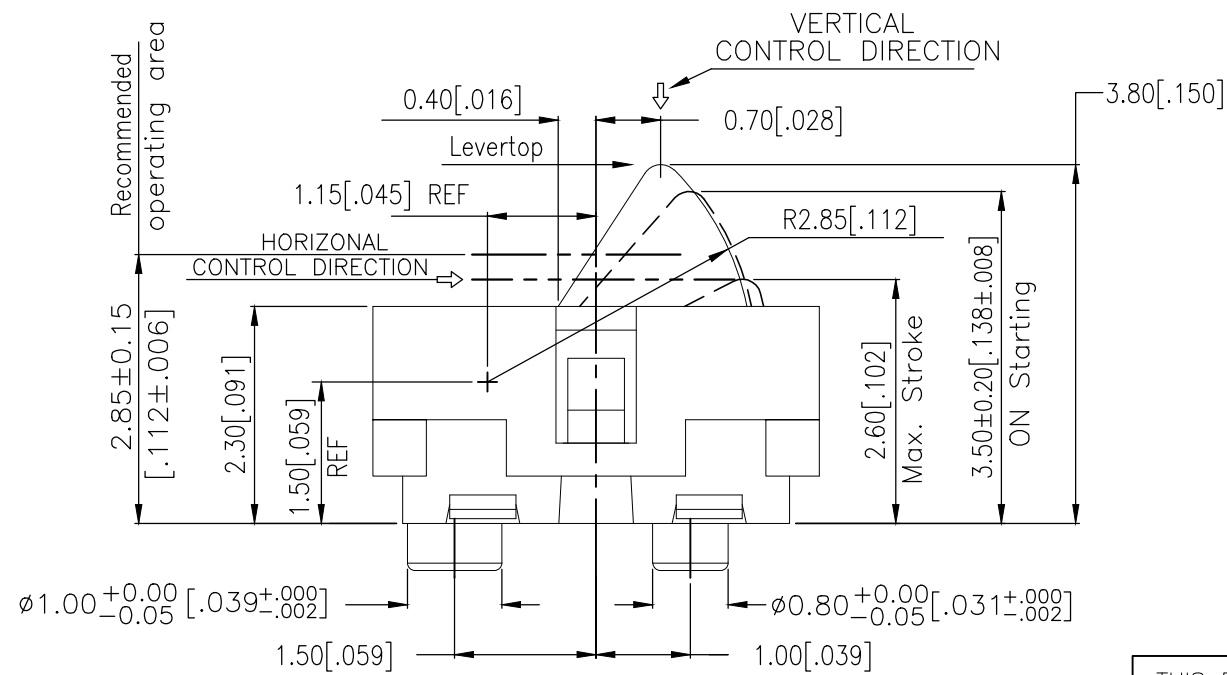 VERTICAL
CONTROL DIRECTION
Recommended
operating area
0.40[.016]
0.70[.028]
3.80[.150]
Levertop
1.15[.045] REF
R2.85[.112]
HORIZONAL
CONTROL DIRECTION
2.85±0.15
[.112±.006]
2.30[.091]
1.50[.059]
REF
2.60[.102]
Max. Stroke
3.50±0.20[.138±.008]
ON Starting
ø1.00+0.00-0.05[.039+.000-.002]
ø0.80+0.00-0.05[.031+.000-.002]
1.50[.059]
1.00[.039]